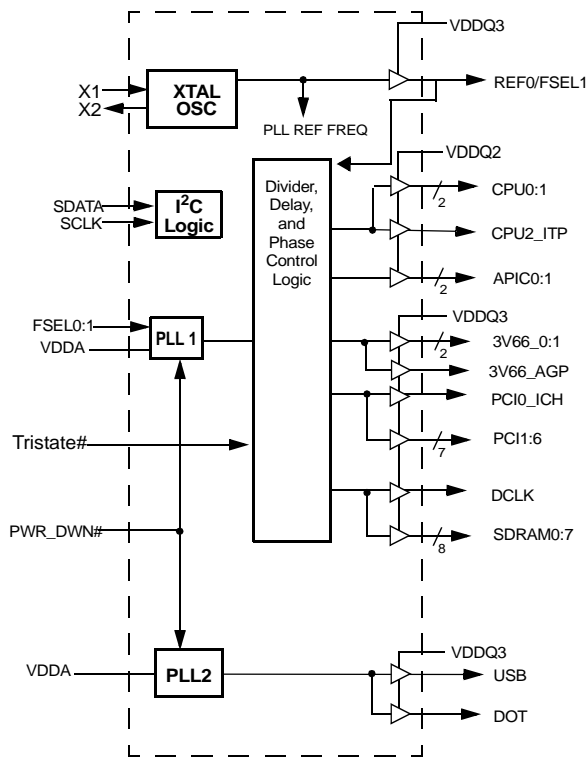 VDDQ3
X1
X2
XTAL
OSC
REF0/FSEL1
PLL REF FREQ
VDDQ2
SDATA
SCLK
I2C
Logic
Divider,
Delay,
and
Phase
Control
Logic
CPU0:1
2
CPU2_ITP
APIC0:1
2
FSEL0:1
VDDA
PLL 1
VDDQ3
3V66_0:1
2
3V66_AGP
PCI0_ICH
Tristate#
PCI1:6
7
DCLK
PWR_DWN#
SDRAM0:7
8
VDDA
PLL2
VDDQ3
USB
DOT